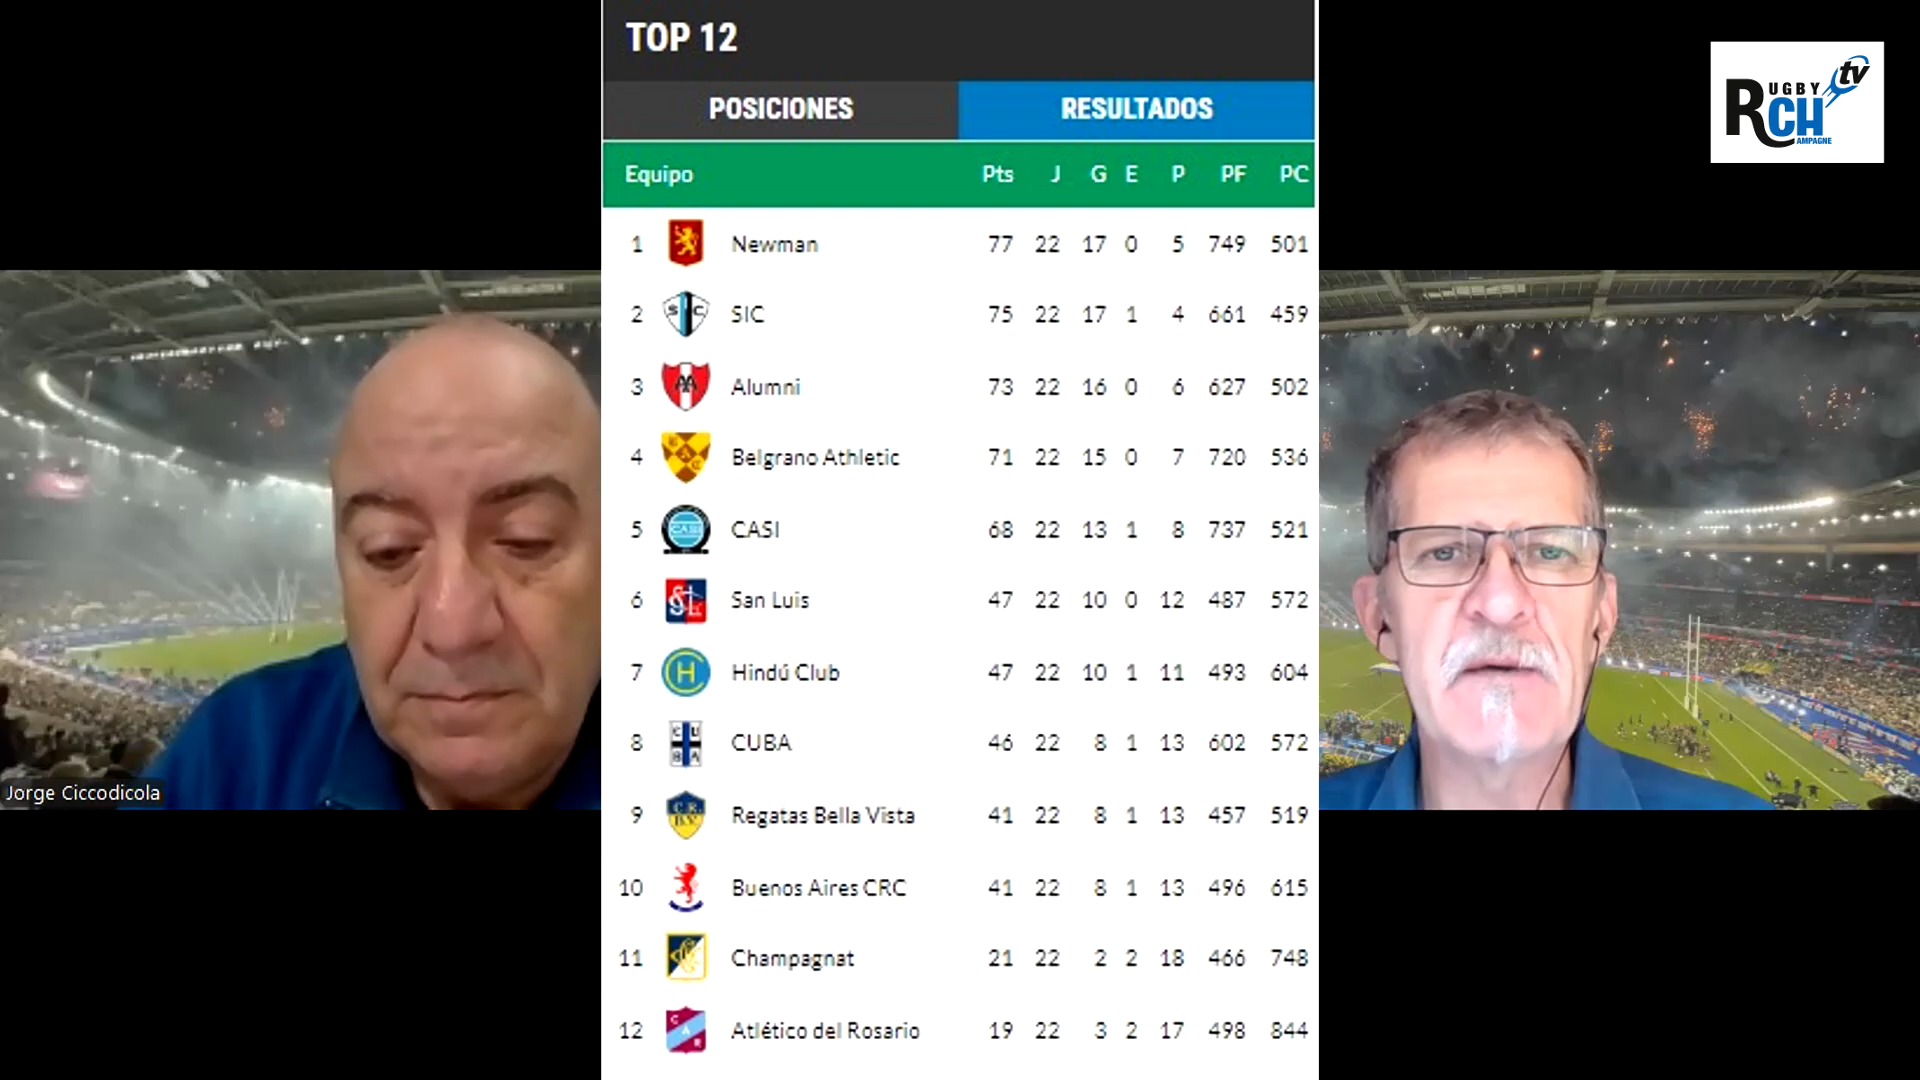 TOP 12
POSICIONES RESULTADOS
Equipo Pts J G E P PF PC
1 Newman 77 22 17 0 5 749 501
2 SIC 75 22 17 1 4 661 459
3 Alumni 73 22 16 0 6 627 502
4 Belgrano Athletic 71 22 15 0 7 720 536
5 CASI CASI 68 22 13 1 8 737 521
6 San Luis 47 22 10 0 12 487 572
7 H Hindú Club 47 22 10 1 11 493 604
8 CUBA CUBA 46 22 8 1 13 602 572
9 C.R. B.V. Regatas Bella Vista 41 22 8 1 13 457 519
10 Buenos Aires CRC 41 22 8 1 13 496 615
11 Champagnat 21 22 2 2 18 466 748
12 CAR Atlético del Rosario 19 22 3 2 17 498 844
Jorge Ciccodicola
RUGBY tv
CHAMPAGNE